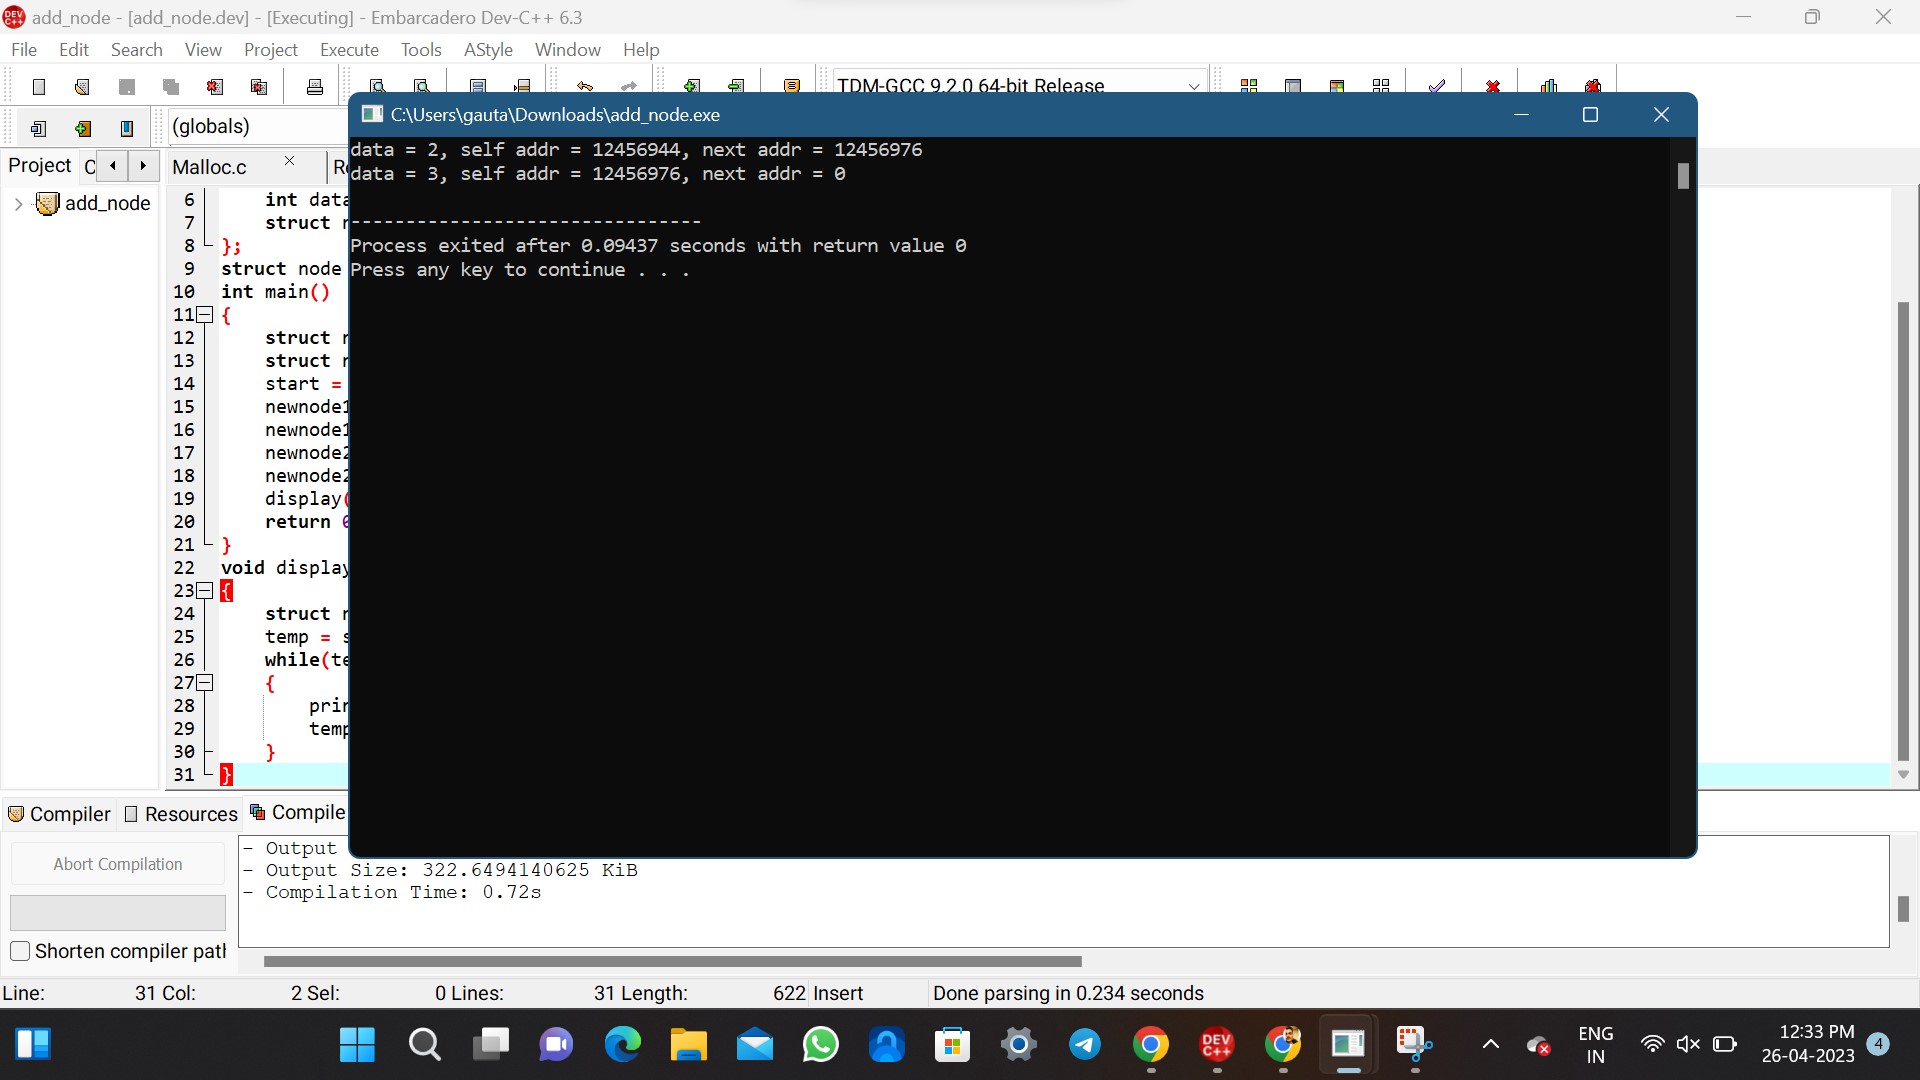 add_node - [add_node.dev] - [Executing] - Embarcadero Dev-C++ 6.3
File Edit Search View Project Execute Tools AStyle Window Help
TDM-GCC 9.2.0 64-bit Release
(globals)
C:\Users\gauta\Downloads\add_node.exe
Project
Malloc.c
add_node
data = 2, self addr = 12456944, next addr = 12456976
data = 3, self addr = 12456976, next addr = 0
--------------------------------
Process exited after 0.09437 seconds with return value 0
Press any key to continue . . .
6 int data
7 struct
8 };
9 struct node
10 int main()
11 {
12 struct
13 struct
14 start =
15 newnode1
16 newnode1
17 newnode2
18 newnode2
19 display(
20 return 0
21 }
22 void display
23 {
24 struct
25 temp =
26 while(te
27 {
28 prin
29 temp
30 }
31 }
Compiler Resources Compile
Abort Compilation
Shorten compiler path
- Output
- Output Size: 322.6494140625 KiB
- Compilation Time: 0.72s
Line: 31 Col: 2 Sel: 0 Lines: 31 Length: 622 Insert Done parsing in 0.234 seconds
DEV C++
ENG
IN
12:33 PM
26-04-2023
4